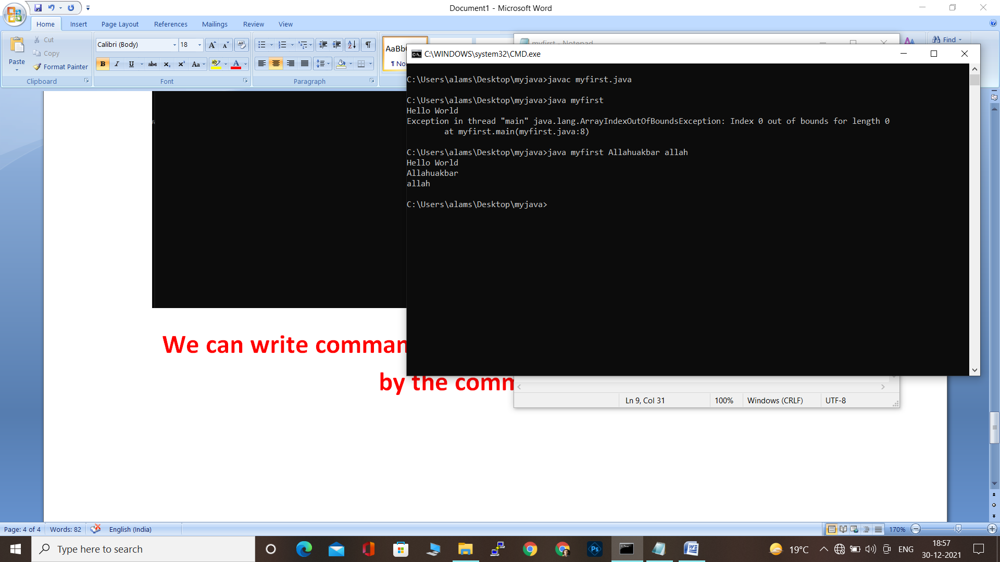 Document1 - Microsoft Word
Home Insert Page Layout References Mailings Review View
Paste
Cut
Copy
Format Painter
Clipboard
Calibri (Body) 18
B I U abc x₂ x² Aa ab A
Font
Paragraph
AaBb
¶ No
Find
myfirst - Notepad
C:\WINDOWS\system32\CMD.exe
C:\Users\alams\Desktop\myjava>javac myfirst.java
C:\Users\alams\Desktop\myjava>java myfirst
Hello World
Exception in thread "main" java.lang.ArrayIndexOutOfBoundsException: Index 0 out of bounds for length 0
at myfirst.main(myfirst.java:8)
C:\Users\alams\Desktop\myjava>java myfirst Allahuakbar allah
Hello World
Allahuakbar
allah
C:\Users\alams\Desktop\myjava>
We can write comman
by the comm
Ln 9, Col 31 100% Windows (CRLF) UTF-8
Page: 4 of 4 Words: 82 English (India) 170%
Type here to search
19°C ENG
18:57
30-12-2021